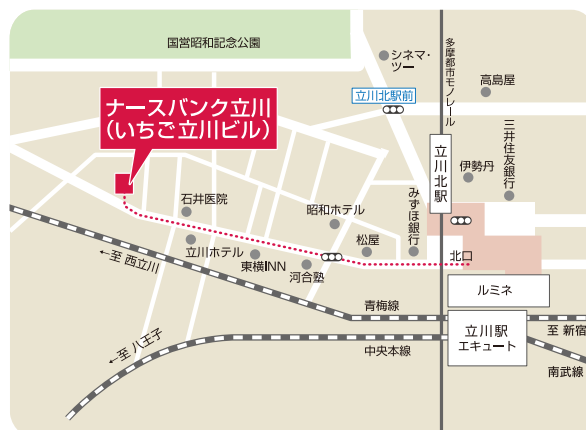 国営昭和記念公園
シネマ・
ツー
多摩都市モノレール
高島屋
立川北駅前
ナースバンク立川
(いちご立川ビル)
三井住友銀行
立川北駅
伊勢丹
石井医院
昭和ホテル
みずほ銀行
松屋
北口
立川ホテル
東横INN
河合塾
←至 西立川
ルミネ
青梅線
立川駅
エキュート
至 新宿
←至 八王子
中央本線
南武線